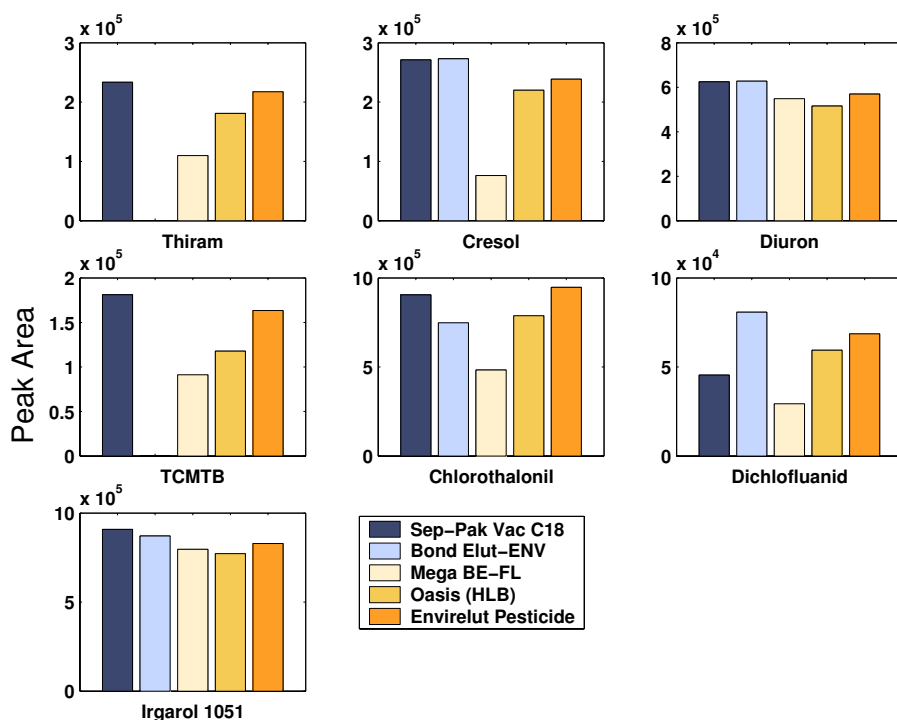 x 10^5
3
2
1
0
Thiram
x 10^5
3
2
1
0
Cresol
x 10^5
8
6
4
2
0
Diuron
Peak Area
x 10^5
2
1.5
1
0.5
0
TCMTB
x 10^5
10
5
0
Chlorothalonil
x 10^4
10
5
0
Dichlofluanid
x 10^5
10
5
0
Irgarol 1051
Sep−Pak Vac C18
Bond Elut−ENV
Mega BE−FL
Oasis (HLB)
Envirelut Pesticide